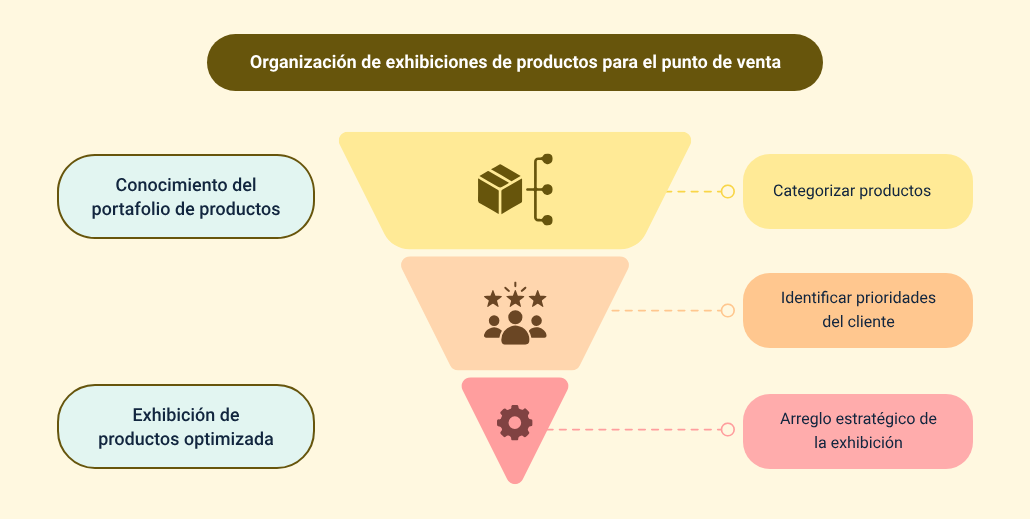 Organización de exhibiciones de productos para el punto de venta
Conocimiento del
portafolio de productos
Categorizar productos
Identificar prioridades
del cliente
Exhibición de
productos optimizada
Arreglo estratégico de
la exhibición